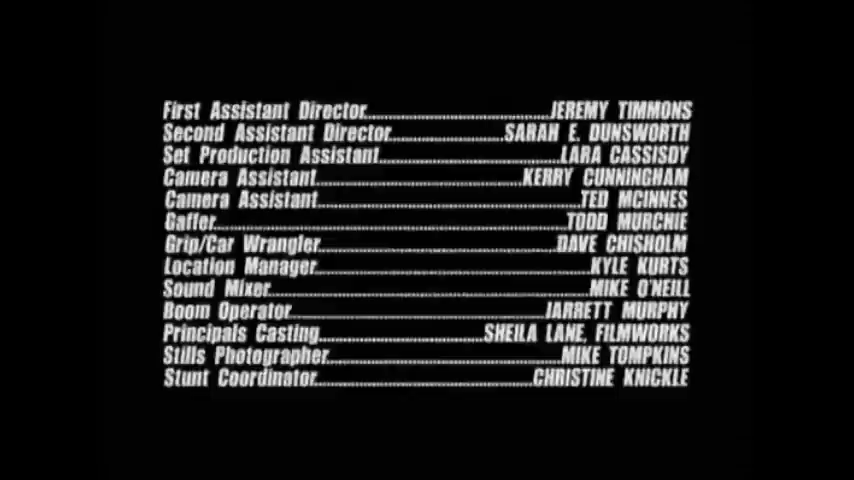 First Assistant Director JEREMY TIMMONS
Second Assistant Director SARAH E. DUNSWORTH
Set Production Assistant LARA CASSISDY
Camera Assistant KERRY CUNNINGHAM
Camera Assistant TED MCINNES
Gaffer TODD MURCHIE
Grip/Car Wrangler DAVE CHISHOLM
Location Manager KYLE KURTS
Sound Mixer MIKE O'NEILL
Boom Operator JARRETT MURPHY
Principals Casting SHEILA LANE, FILMWORKS
Stills Photographer MIKE TOMPKINS
Stunt Coordinator CHRISTINE KNICKLE